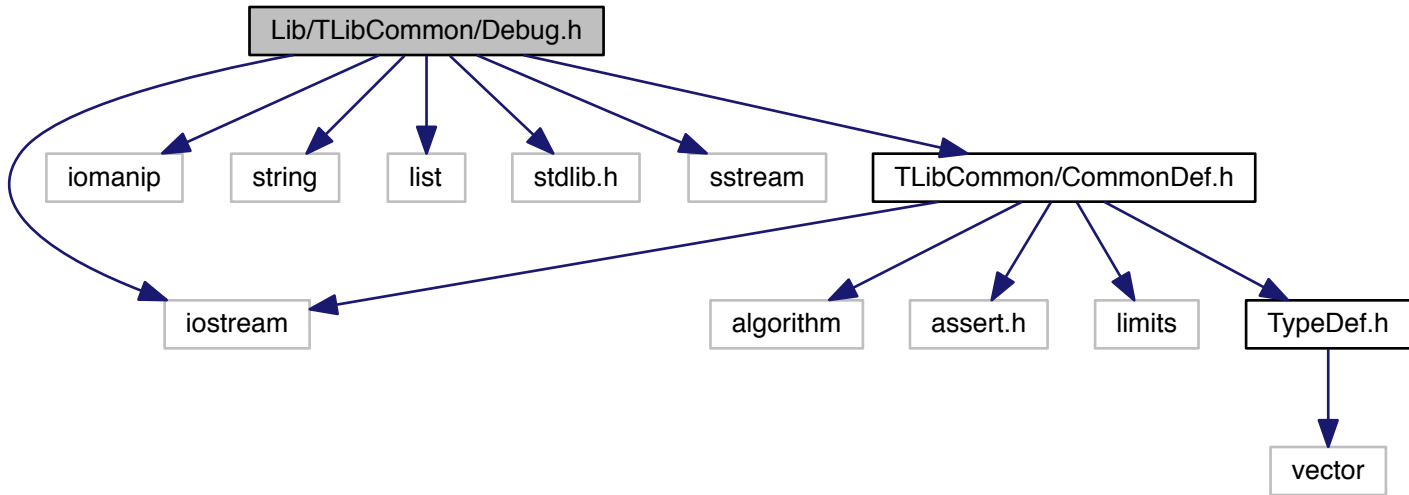 Lib/TLibCommon/Debug.h
iomanip
string
list
stdlib.h
sstream
TLibCommon/CommonDef.h
iostream
algorithm
assert.h
limits
TypeDef.h
vector